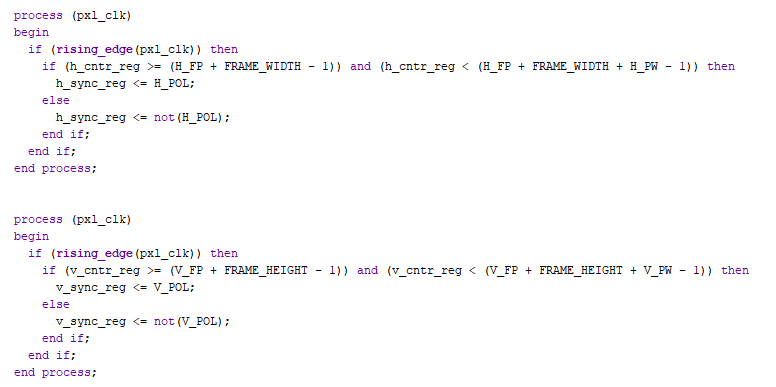 process (pxl_clk)
begin
  if (rising_edge(pxl_clk)) then
    if (h_cntr_reg >= (H_FP + FRAME_WIDTH - 1)) and (h_cntr_reg < (H_FP + FRAME_WIDTH + H_PW - 1)) then
      h_sync_reg <= H_POL;
    else
      h_sync_reg <= not(H_POL);
    end if;
  end if;
end process;

process (pxl_clk)
begin
  if (rising_edge(pxl_clk)) then
    if (v_cntr_reg >= (V_FP + FRAME_HEIGHT - 1)) and (v_cntr_reg < (V_FP + FRAME_HEIGHT + V_PW - 1)) then
      v_sync_reg <= V_POL;
    else
      v_sync_reg <= not(V_POL);
    end if;
  end if;
end process;